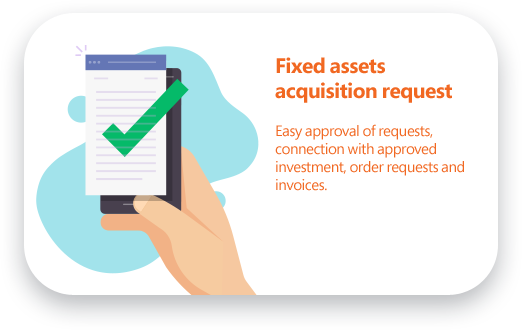 Fixed assets
acquisition request
Easy approval of requests,
connection with approved
investment, order requests and
invoices.